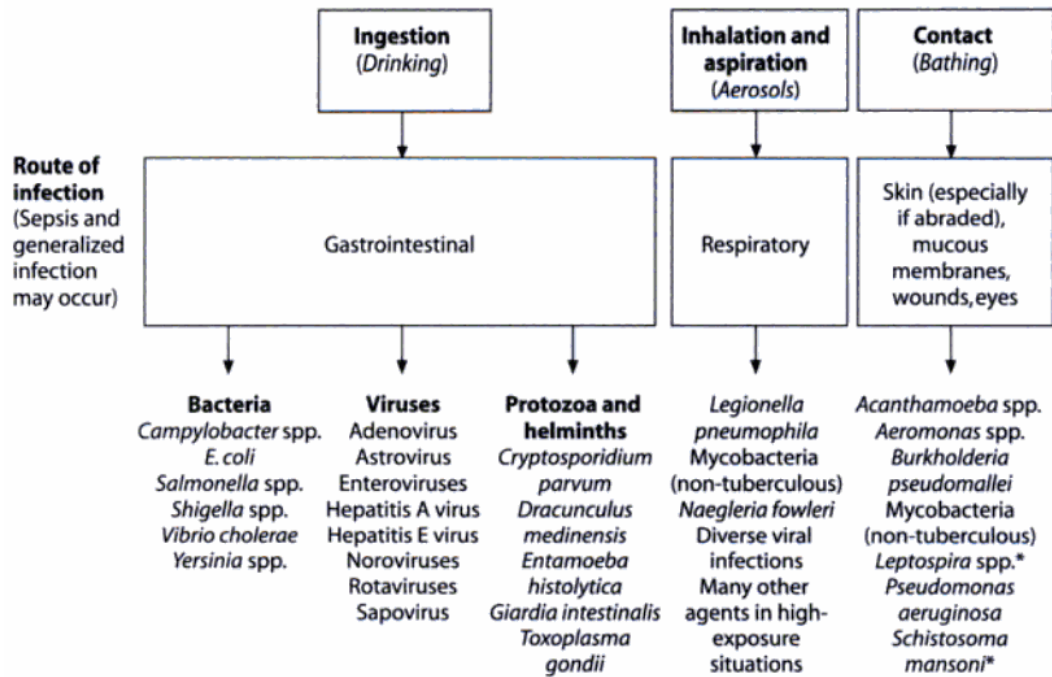 Ingestion
(Drinking)
Inhalation and
aspiration
(Aerosols)
Contact
(Bathing)
Route of
infection
(Sepsis and
generalized
infection
may occur)
Gastrointestinal
Respiratory
Skin (especially
if abraded),
mucous
membranes,
wounds, eyes
Bacteria
Campylobacter spp.
E. coli
Salmonella spp.
Shigella spp.
Vibrio cholerae
Yersinia spp.
Viruses
Adenovirus
Astrovirus
Enteroviruses
Hepatitis A virus
Hepatitis E virus
Noroviruses
Rotaviruses
Sapovirus
Protozoa and
helminths
Cryptosporidium
parvum
Dracunculus
medinensis
Entamoeba
histolytica
Giardia intestinalis
Toxoplasma
gondii
Legionella
pneumophila
Mycobacteria
(non-tuberculous)
Naegleria fowleri
Diverse viral
infections
Many other
agents in high-
exposure
situations
Acanthamoeba spp.
Aeromonas spp.
Burkholderia
pseudomallei
Mycobacteria
(non-tuberculous)
Leptospira spp.*
Pseudomonas
aeruginosa
Schistosoma
mansoni*